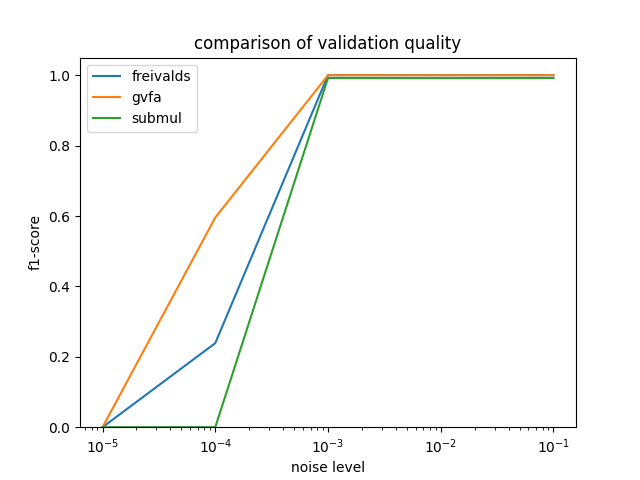 comparison of validation quality
freivalds
gvfa
submul
1.0
0.8
0.6
0.4
0.2
0.0
f1-score
10⁻⁵ 10⁻⁴ 10⁻³ 10⁻² 10⁻¹
noise level